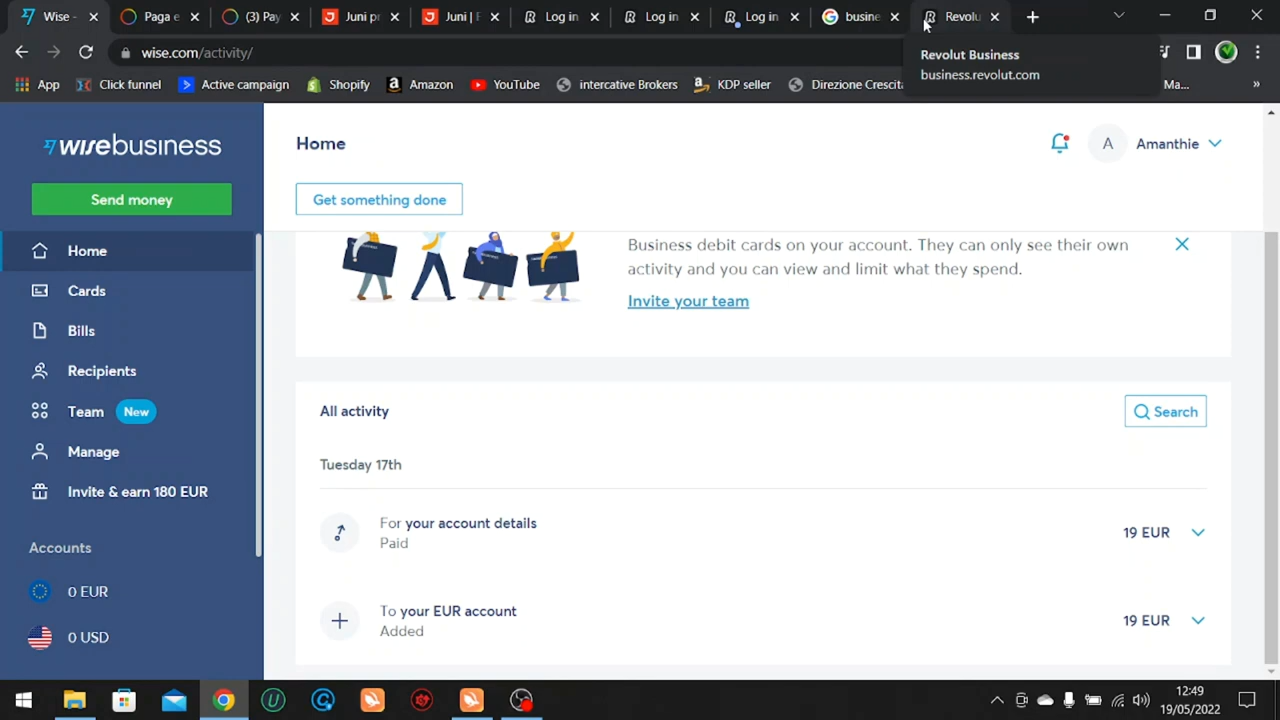 Wise -
Paga e
(3) Pay
Juni pr
Juni | F
Log in
Log in
Log in
busine
Revolu
wise.com/activity/
Revolut Business
business.revolut.com
App
Click funnel
Active campaign
Shopify
Amazon
YouTube
intercative Brokers
KDP seller
Direzione Crescita
Ma...
»
wisebusiness
Send money
Home
Cards
Bills
Recipients
Team New
Manage
Invite & earn 180 EUR
Accounts
0 EUR
0 USD
Home
A
Amanthie
Get something done
Business debit cards on your account. They can only see their own
activity and you can view and limit what they spend.
Invite your team
All activity
Search
Tuesday 17th
For your account details
Paid
19 EUR
To your EUR account
Added
19 EUR
12:49
19/05/2022